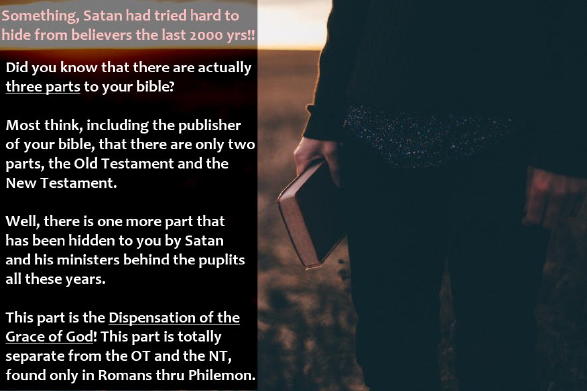 Something, Satan had tried hard to
hide from believers the last 2000 yrs!!
Did you know that there are actually
three parts to your bible?
Most think, including the publisher
of your bible, that there are only two
parts, the Old Testament and the
New Testament.
Well, there is one more part that
has been hidden to you by Satan
and his ministers behind the puplits
all these years.
This part is the Dispensation of the
Grace of God! This part is totally
separate from the OT and the NT,
found only in Romans thru Philemon.